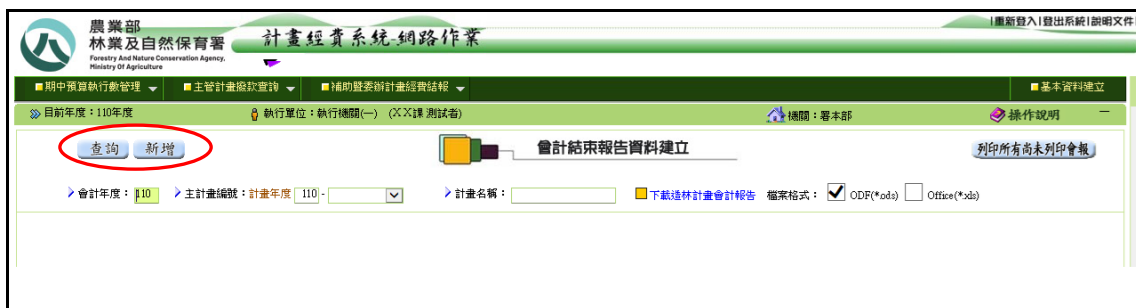 農業部
林業及自然保育署
Forestry And Nature Conservation Agency,
Ministry Of Agriculture
計畫經費系統-網路作業
|重新登入|登出系統|說明文件
期中預算執行數管理 主管計畫撥款查詢 補助暨委辦計畫經費結報 基本資料建立
目前年度：110年度 執行單位：執行機關(一) (XX課 測試者) 機關：署本部 操作說明
查詢 新增 會計結束報告資料建立 列印所有尚未列印會報
會計年度：110 主計畫編號：計畫年度 110 - 計畫名稱： 下載造林計畫會計報告 檔案格式： ODF(*ods) Office(*xls)